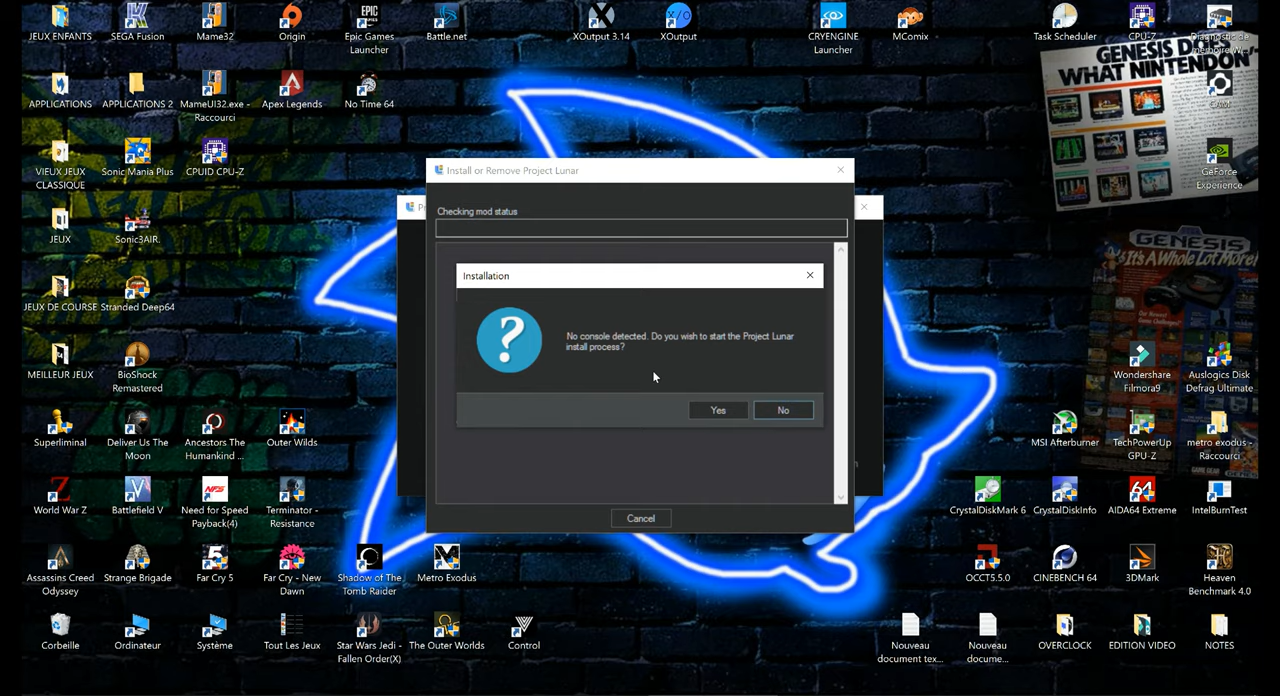 JEUX ENFANTS
SEGA Fusion
Mame32
Origin
Epic Games
Launcher
Battle.net
XOutput 3.14
XOutput
CRYENGINE
Launcher
MComix
Task Scheduler
CPU-Z
Diagnostic de
mémoire
APPLICATIONS
APPLICATIONS 2
MameUI32.exe -
Raccourci
Apex Legends
No Time 64
GENESIS
WHAT NINTENDON'
VIEUX JEUX
CLASSIQUE
Sonic Mania Plus
CPUID CPU-Z
GeForce
Experience
JEUX
Sonic3AIR.
GENESIS
It's A Whole Lot More!
JEUX DE COURSE
Stranded Deep64
MEILLEUR JEUX
BioShock
Remastered
Wondershare
Filmora9
Auslogics Disk
Defrag Ultimate
Superliminal
Deliver Us The
Moon
Ancestors The
Humankind ...
Outer Wilds
MSI Afterburner
TechPowerUp
GPU-Z
metro exodus -
Raccourci
World War Z
Battlefield V
Need for Speed
Payback(4)
Terminator -
Resistance
CrystalDiskMark 6
CrystalDiskInfo
AIDA64 Extreme
IntelBurnTest
Assassins Creed
Odyssey
Strange Brigade
Far Cry 5
Far Cry - New
Dawn
Shadow of The
Tomb Raider
Metro Exodus
OCCT5.5.0
CINEBENCH 64
3DMark
Heaven
Benchmark 4.0
Corbeille
Ordinateur
Système
Tout Les Jeux
Star Wars Jedi -
Fallen Order(X)
The Outer Worlds
Control
Nouveau
document tex...
Nouveau
docume...
OVERCLOCK
EDITION VIDEO
NOTES
Install or Remove Project Lunar
Checking mod status
Installation
No console detected. Do you wish to start the Project Lunar
install process?
Yes
No
Cancel